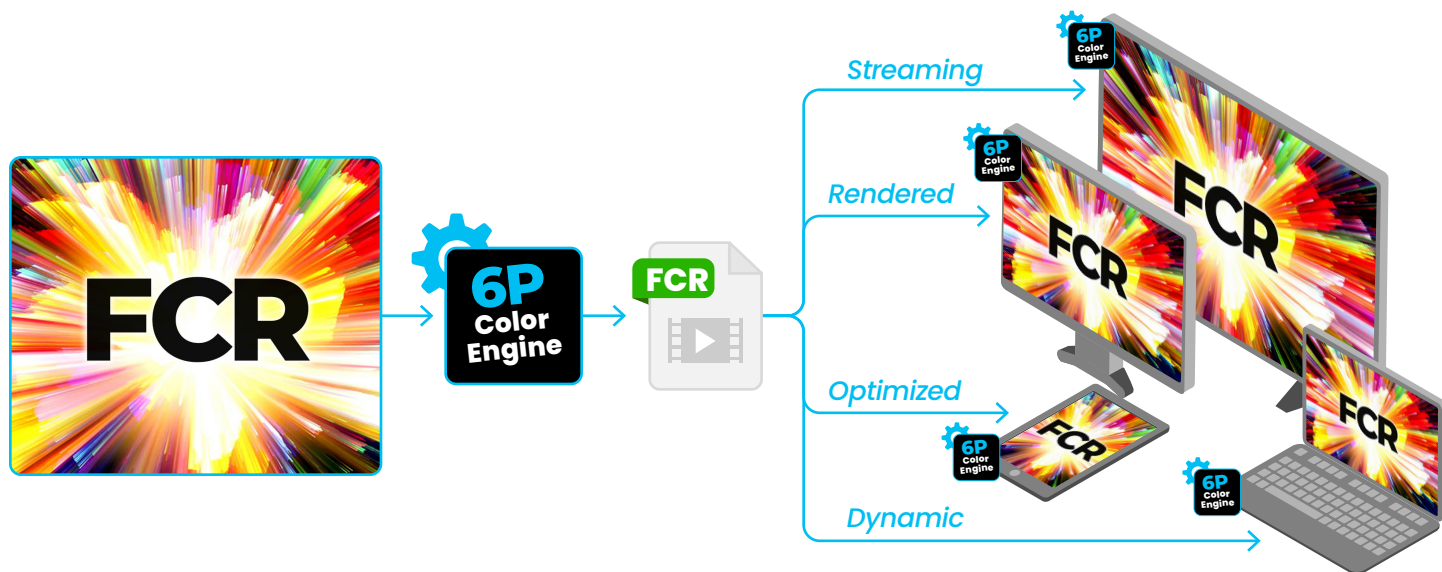 FCR
6P
Color
Engine
FCR
Streaming
Rendered
Optimized
Dynamic
6P
Color
Engine
FCR
6P
Color
Engine
FCR
6P
Color
Engine
FCR
6P
Color
Engine
FCR